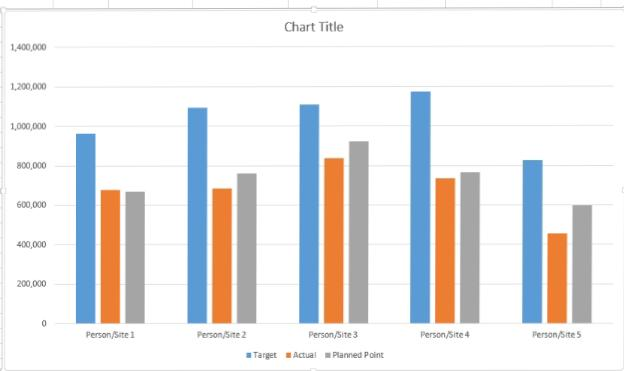 Chart Title
1,400,000
1,200,000
1,000,000
800,000
600,000
400,000
200,000
0
Person/Site 1 Person/Site 2 Person/Site 3 Person/Site 4 Person/Site 5
Target Actual Planned Point